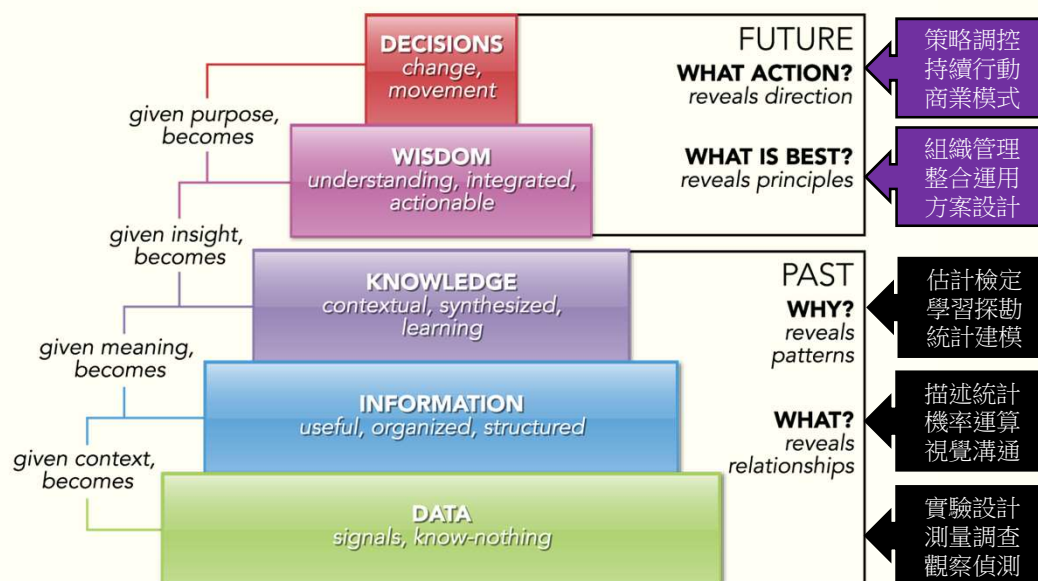 DECISIONS
change,
movement
given purpose,
becomes
WISDOM
understanding, integrated,
actionable
given insight,
becomes
KNOWLEDGE
contextual, synthesized,
learning
given meaning,
becomes
INFORMATION
useful, organized, structured
given context,
becomes
DATA
signals, know-nothing
FUTURE
WHAT ACTION?
reveals direction
WHAT IS BEST?
reveals principles
PAST
WHY?
reveals
patterns
WHAT?
reveals
relationships
策略調控
持續行動
商業模式
組織管理
整合運用
方案設計
估計檢定
學習探勘
統計建模
描述統計
機率運算
視覺溝通
實驗設計
測量調查
觀察偵測